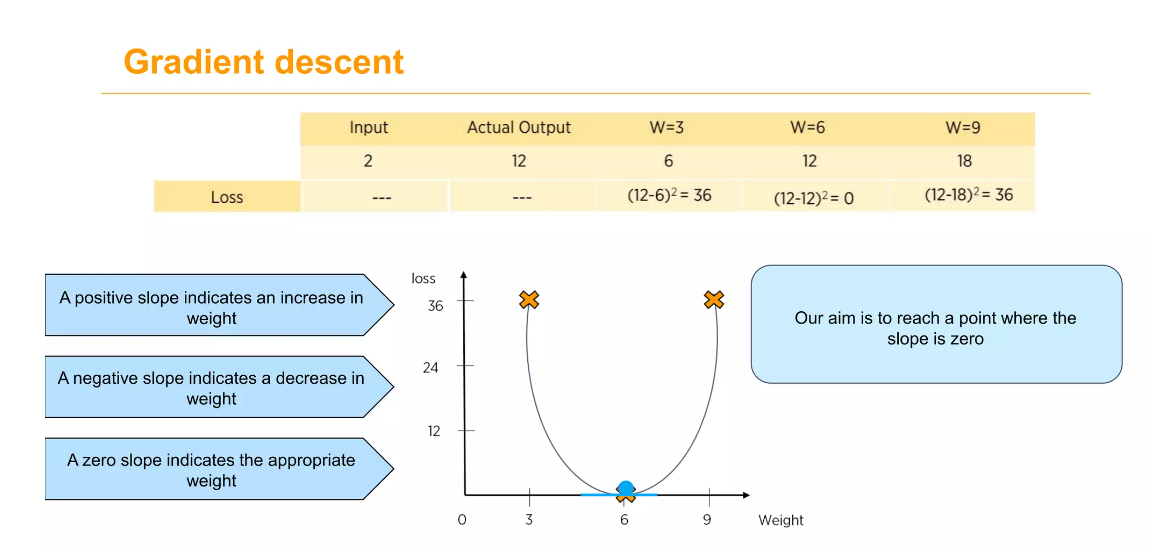 Gradient descent
Input Actual Output W=3 W=6 W=9
2 12 6 12 18
Loss --- --- (12-6)² = 36 (12-12)² = 0 (12-18)² = 36
A positive slope indicates an increase in
weight
A negative slope indicates a decrease in
weight
A zero slope indicates the appropriate
weight
loss
36
24
12
0 3 6 9 Weight
Our aim is to reach a point where the
slope is zero